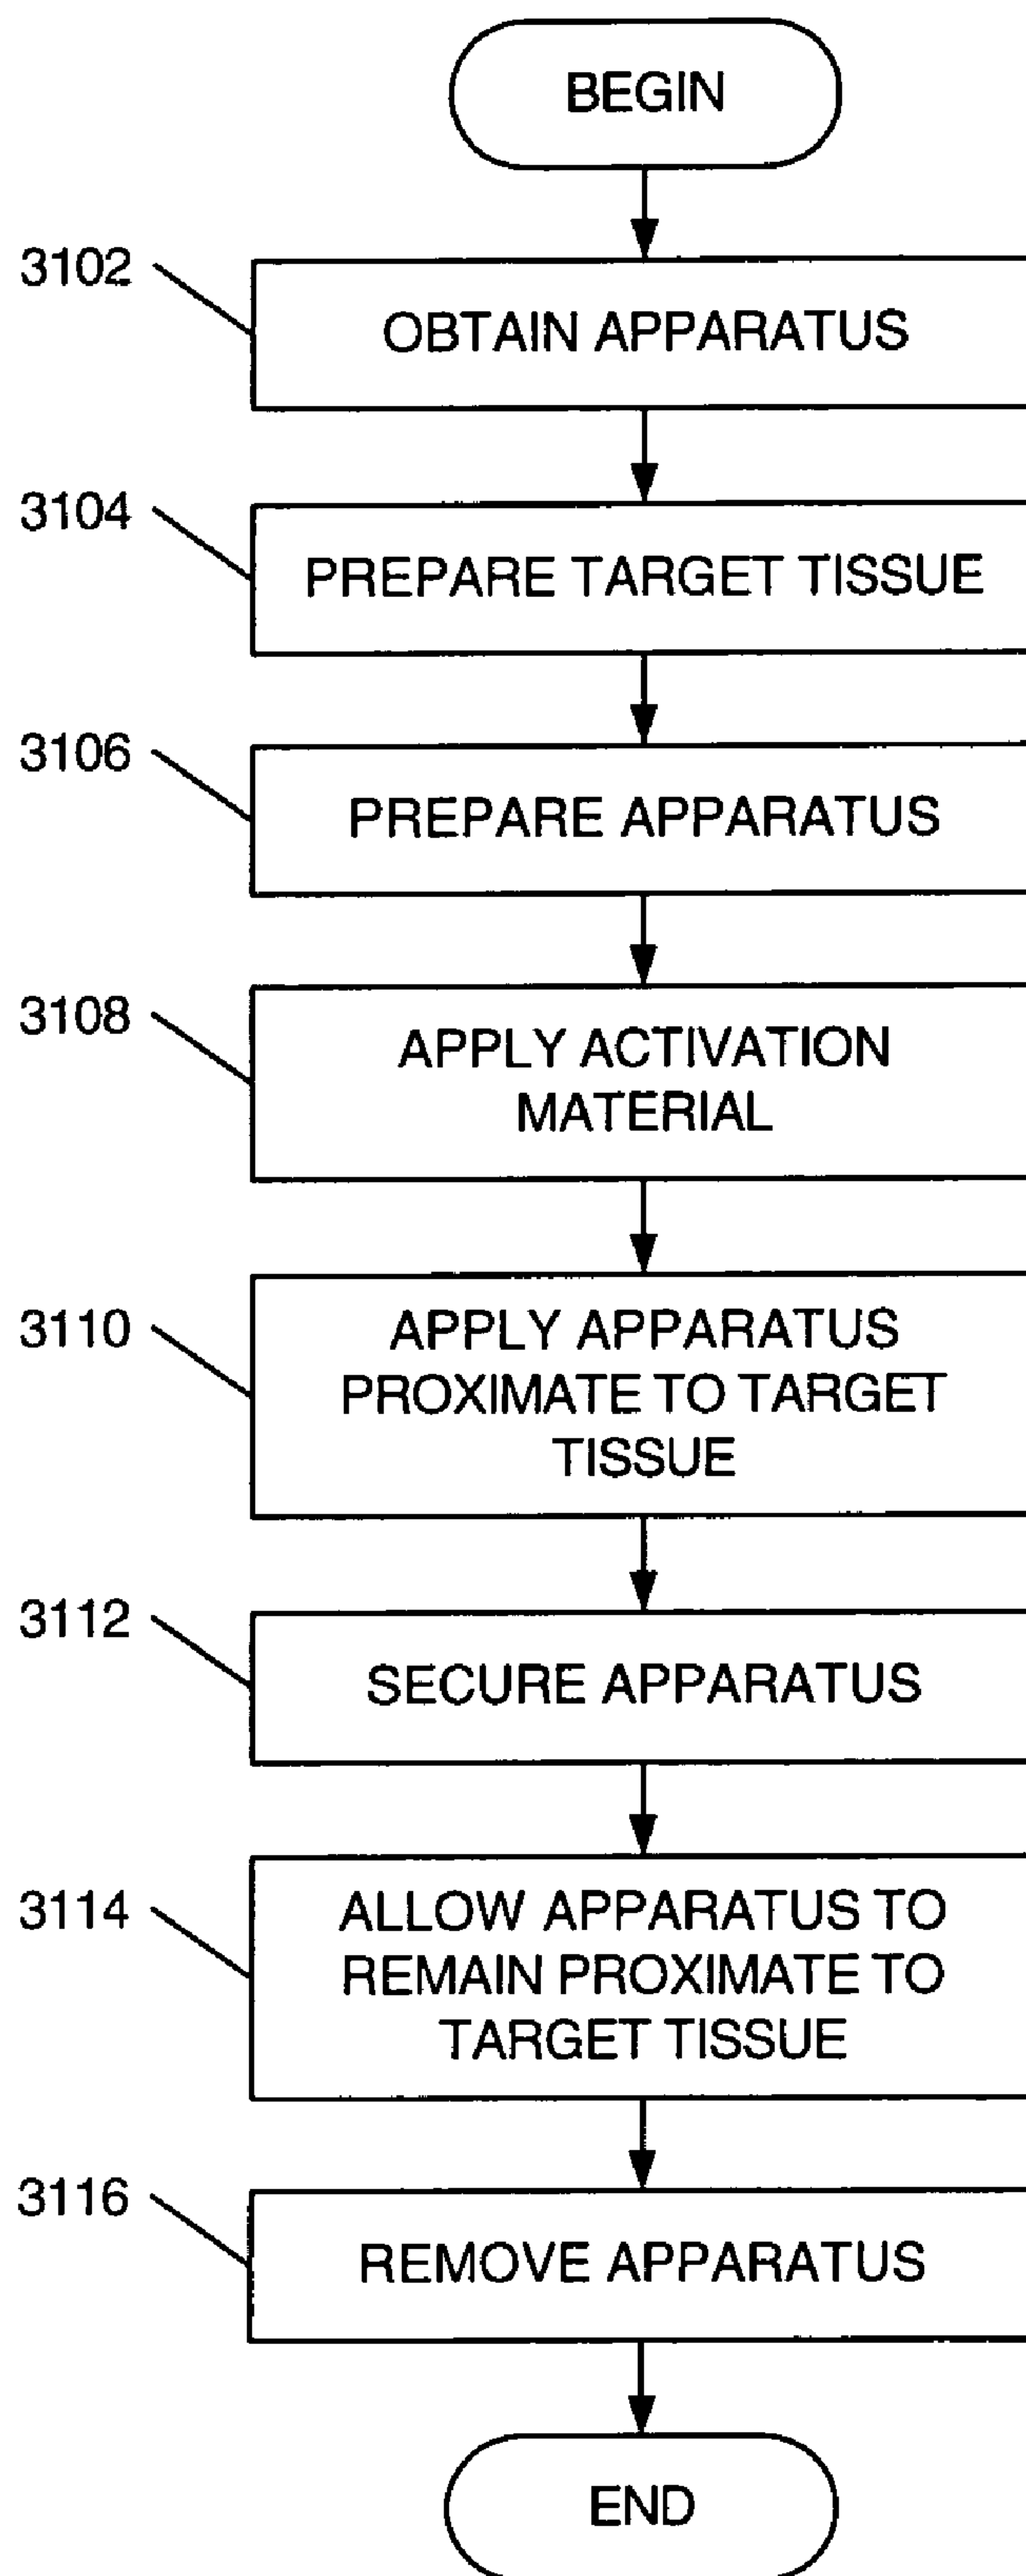 BEGIN
3102
OBTAIN APPARATUS
3104
PREPARE TARGET TISSUE
3106
PREPARE APPARATUS
3108
APPLY ACTIVATION
MATERIAL
3110
APPLY APPARATUS
PROXIMATE TO TARGET
TISSUE
3112
SECURE APPARATUS
3114
ALLOW APPARATUS TO
REMAIN PROXIMATE TO
TARGET TISSUE
3116
REMOVE APPARATUS
END